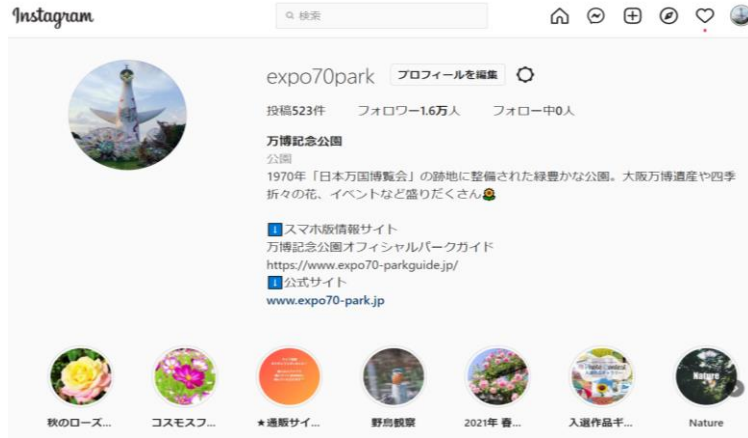 Instagram
検索
expo70park プロフィールを編集
投稿523件 フォロワー1.6万人 フォロー中0人
万博記念公園
公園
1970年「日本万国博覧会」の跡地に整備された緑豊かな公園。大阪万博遺産や四季
折々の花、イベントなど盛りだくさん🌻
⬇️スマホ版情報サイト
万博記念公園オフィシャルパークガイド
https://www.expo70-parkguide.jp/
⬇️公式サイト
www.expo70-park.jp
Nature
秋のローズ... コスモスフ... ★通販サイ... 野鳥観察 2021年 春... 入選作品ギ... Nature